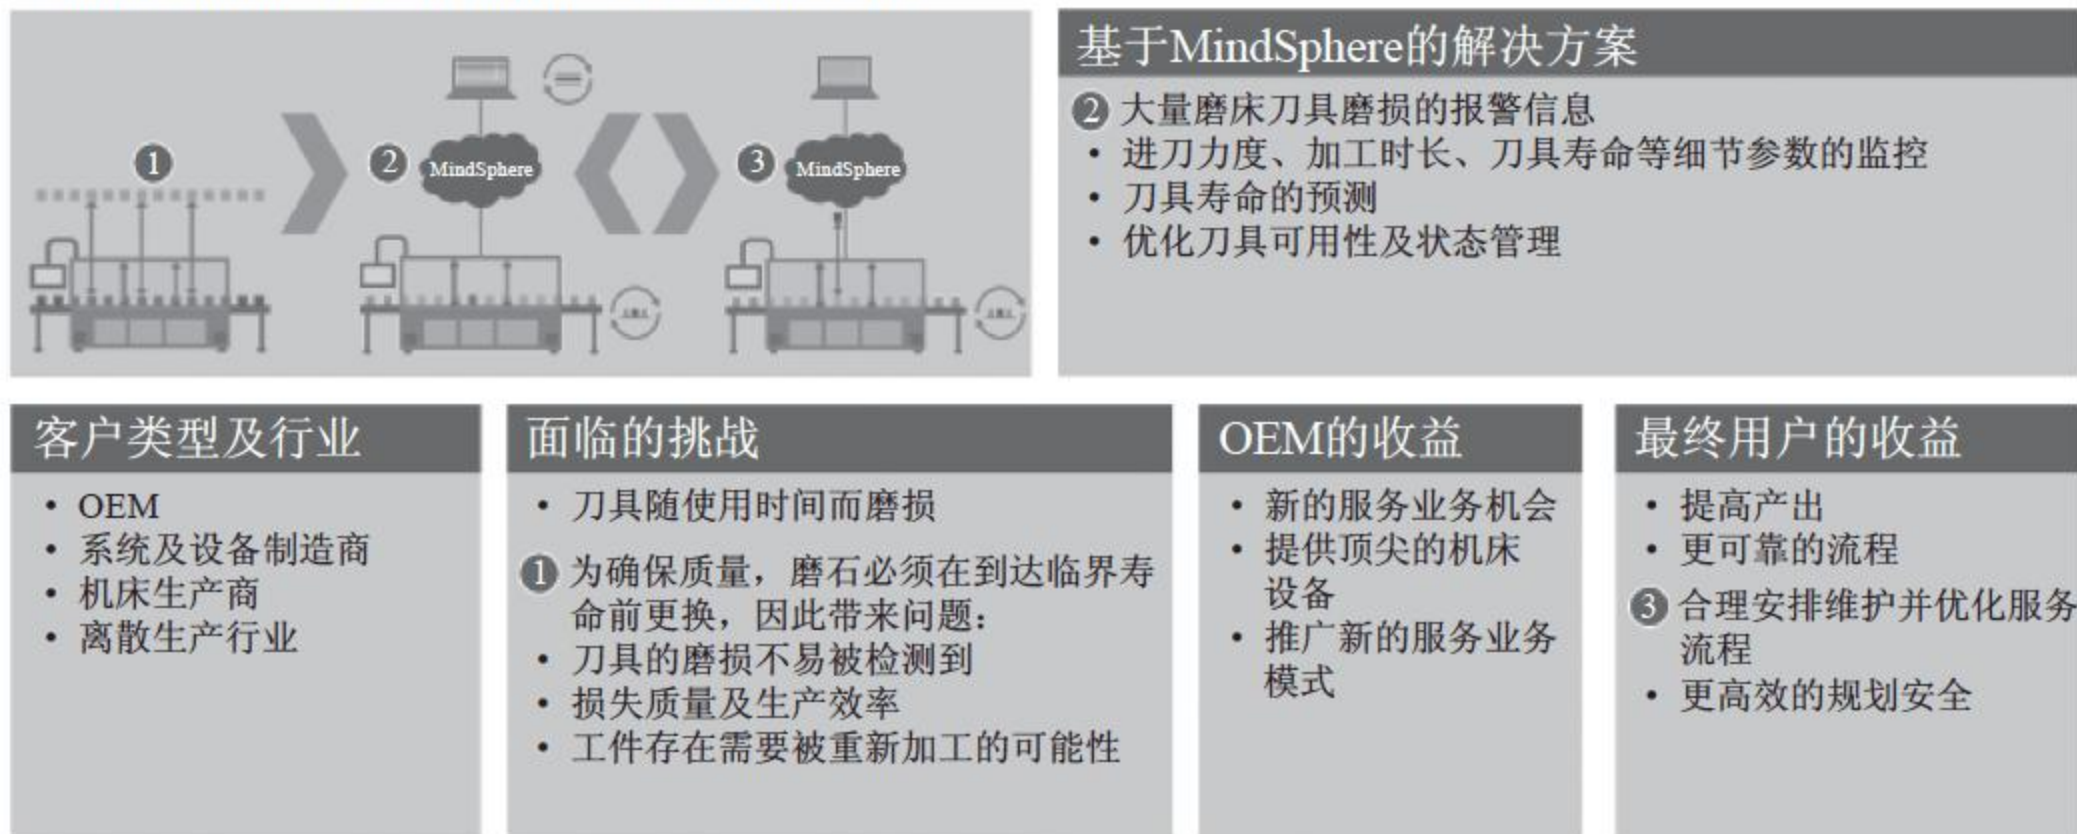 1
2
MindSphere
3
MindSphere
基于MindSphere的解决方案
2 大量磨床刀具磨损的报警信息
• 进刀力度、加工时长、刀具寿命等细节参数的监控
• 刀具寿命的预测
• 优化刀具可用性及状态管理
客户类型及行业
• OEM
• 系统及设备制造商
• 机床生产商
• 离散生产行业
面临的挑战
• 刀具随使用时间而磨损
1 为确保质量，磨石必须在到达临界寿
命前更换，因此带来问题：
• 刀具的磨损不易被检测到
• 损失质量及生产效率
• 工件存在需要被重新加工的可能性
OEM的收益
• 新的服务业务机会
• 提供顶尖的机床
设备
• 推广新的服务业务
模式
最终用户的收益
• 提高产出
• 更可靠的流程
3 合理安排维护并优化服务
流程
• 更高效的规划安全